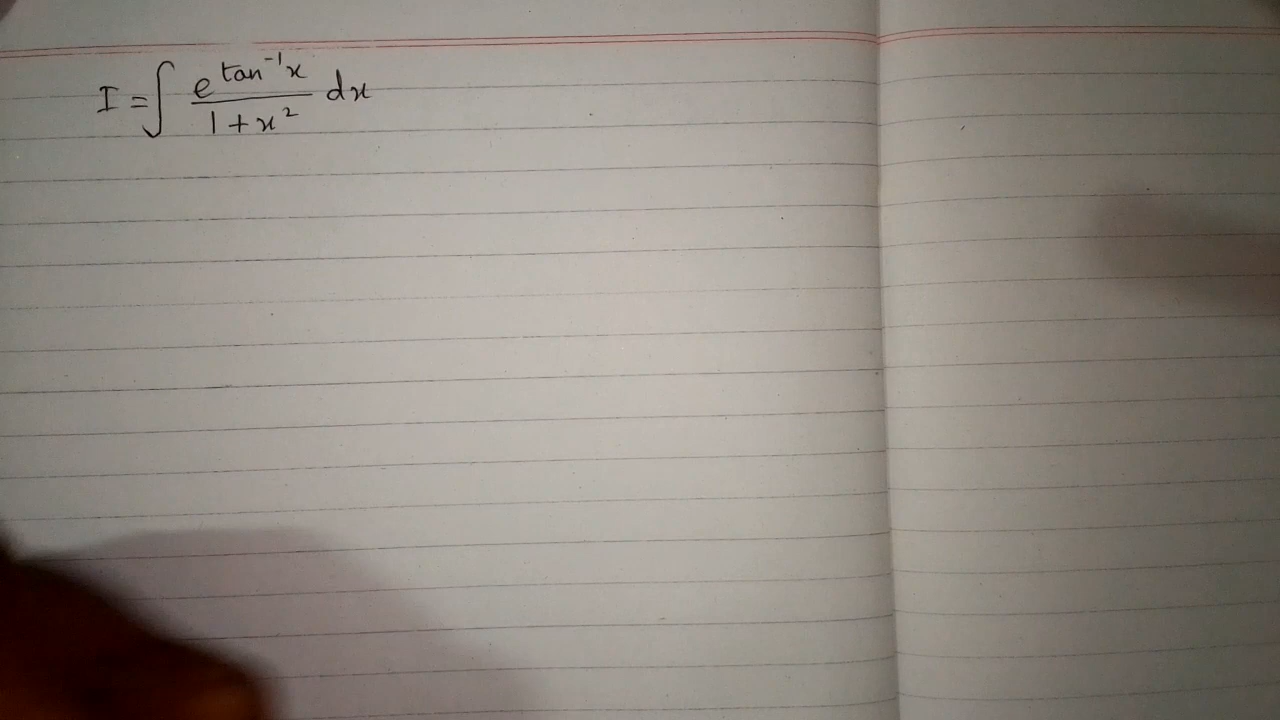 I = ∫ e^{tan⁻¹x} / (1 + x²) dx